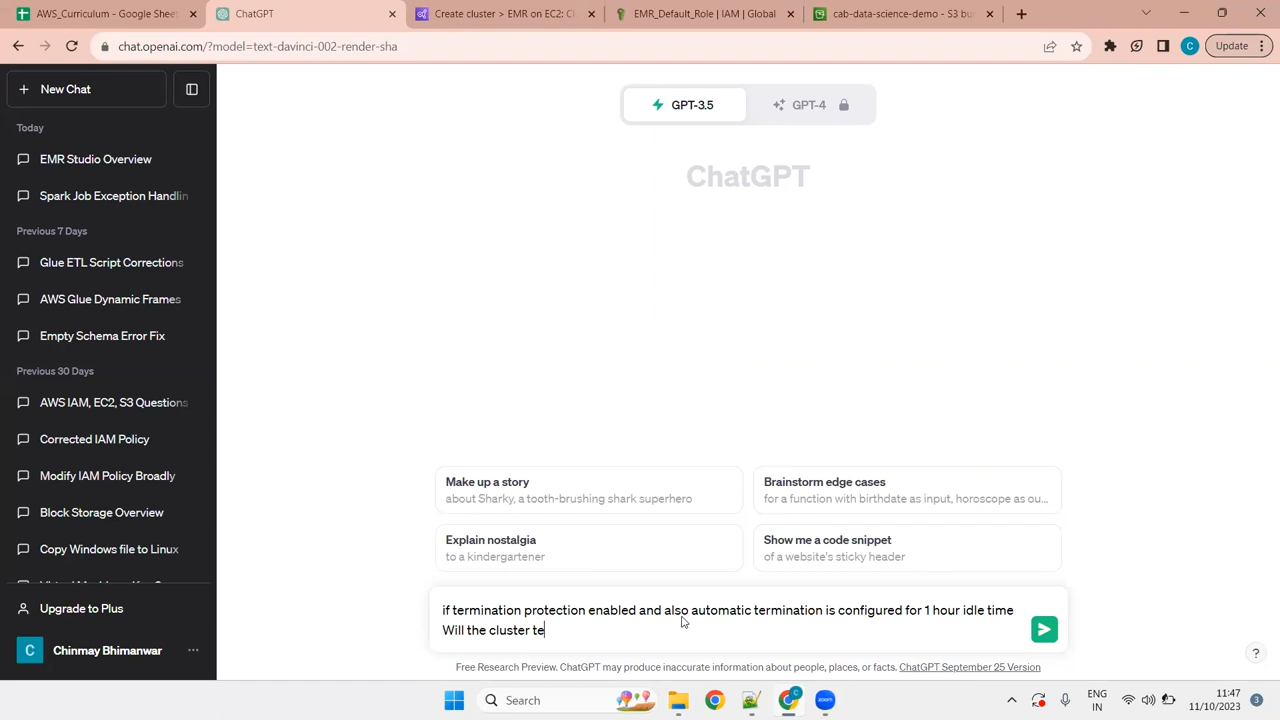 AWS_Curriculum - Google Sheet
ChatGPT
Create cluster > EMR on EC2: Cl
EMS_Default_Role | IAM | Global
cab-data-science-demo - S3 bu
chat.openai.com/?model=text-davinci-002-render-sha
C
Update
New Chat
Today
EMR Studio Overview
Spark Job Exception Handlin
Previous 7 Days
Glue ETL Script Corrections
AWS Glue Dynamic Frames
Empty Schema Error Fix
Previous 30 Days
AWS IAM, EC2, S3 Questions
Corrected IAM Policy
Modify IAM Policy Broadly
Block Storage Overview
Copy Windows file to Linux
Upgrade to Plus
C
Chinmay Bhimanwar
GPT-3.5
GPT-4
ChatGPT
Make up a story
about Sharky, a tooth-brushing shark superhero
Brainstorm edge cases
for a function with birthdate as input, horoscope as ou...
Explain nostalgia
to a kindergartener
Show me a code snippet
of a website's sticky header
if termination protection enabled and also automatic termination is configured for 1 hour idle time
Will the cluster te
Free Research Preview. ChatGPT may produce inaccurate information about people, places, or facts. ChatGPT September 25 Version
?
Search
ENG
IN
11:47
11/10/2023
3